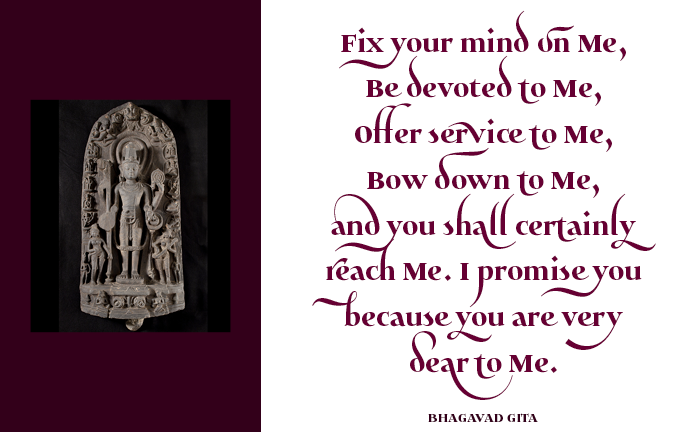 Fix your mind on Me,
Be devoted to Me,
Offer service to Me,
Bow down to Me,
and you shall certainly
reach Me. I promise you
because you are very
dear to Me.
BHAGAVAD GITA